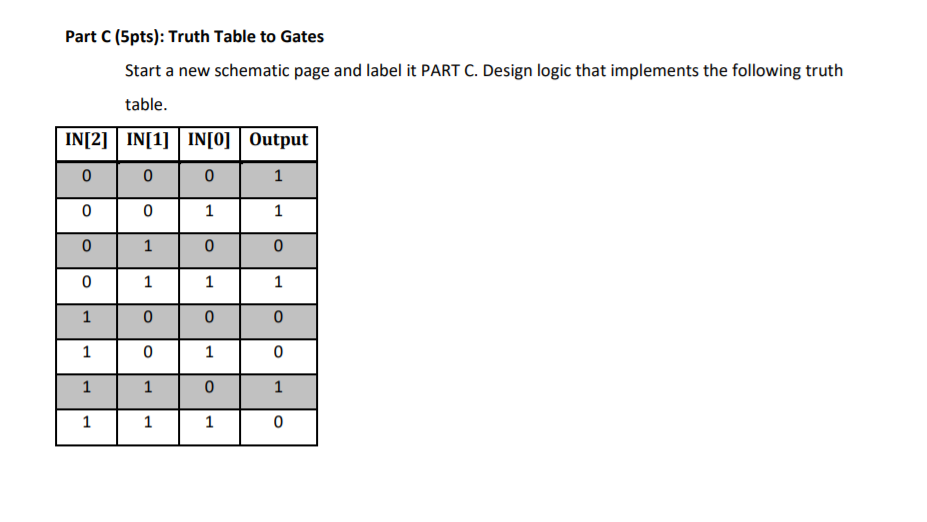 Part C (5pts): Truth Table to Gates
Start a new schematic page and label it PART C. Design logic that implements the following truth
table.
IN[2] IN[1] IN[0] Output
0 0 0 1
0 0 1 1
0 1 0 0
0 1 1 1
1 0 0 0
1 0 1 0
1 1 0 1
1 1 1 0